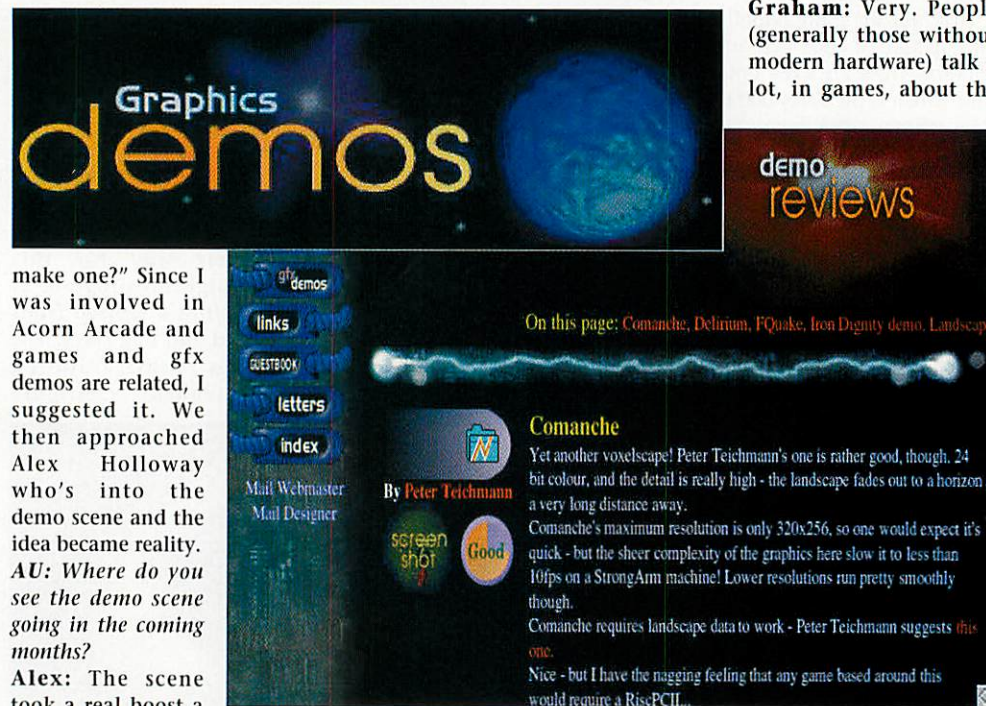 Graham: Very. Peopl
(generally those withou
modern hardware) talk
lot, in games, about th
Graphics
demos
demo
reviews
make one?" Since I
was involved in
Acorn Arcade and
games and gfx
demos are related, I
suggested it. We
then approached
Alex Holloway
who's into the
demo scene and the
idea became reality.
AU: Where do you
see the demo scene
going in the coming
months?
Alex: The scene
took a real boost a
gfx demos
links
GUESTBOOK
letters
index
Mail Webmaster
Mail Designer
On this page: Comanche, Delirium, FQuake, Iron Dignity demo, Landscap
By Peter Teichmann
screen
shot
Good
Comanche
Yet another voxelscape! Peter Teichmann's one is rather good, though. 24
bit colour, and the detail is really high - the landscape fades out to a horizon
a very long distance away.
Comanche's maximum resolution is only 320x256, so one would expect it's
quick - but the sheer complexity of the graphics here slow it to less than
10fps on a StrongArm machine! Lower resolutions run pretty smoothly
though.
Comanche requires landscape data to work - Peter Teichmann suggests this
one.
Nice - but I have the nagging feeling that any game based around this
would require a RiscPCII...